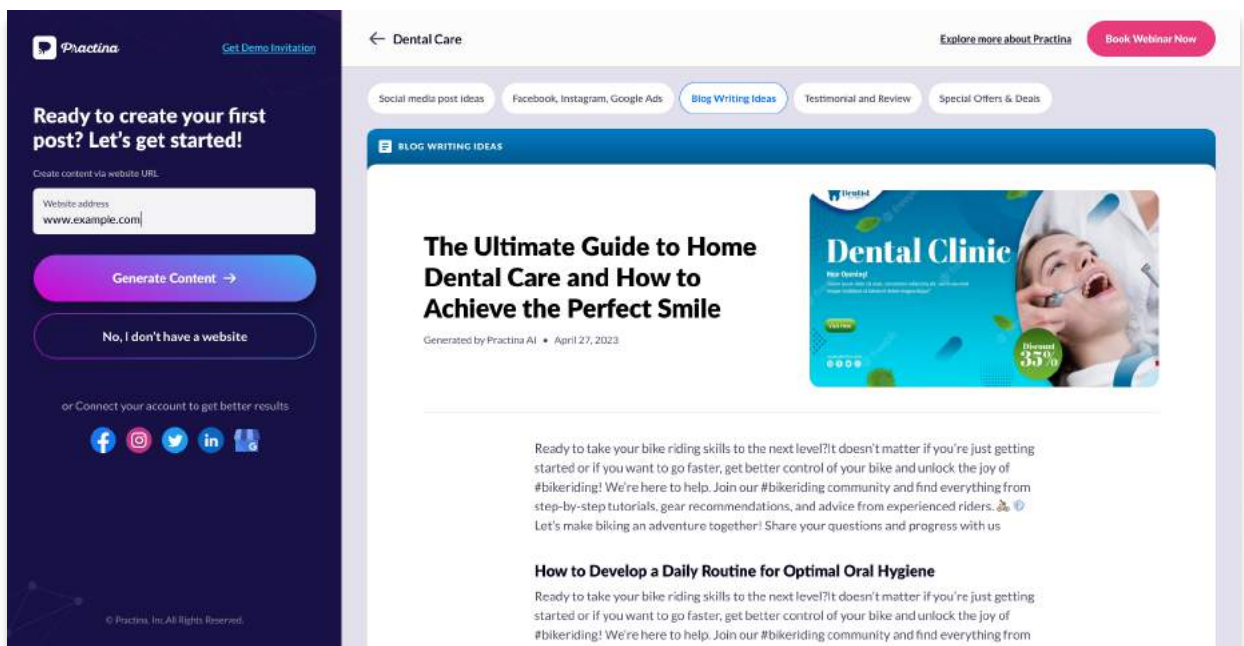 Practina
Get Demo Invitation
Ready to create your first
post? Let's get started!
Create content via website URL
Website address
www.example.com
Generate Content →
No, I don't have a website
or Connect your account to get better results
© Practina, Inc. All Rights Reserved.
← Dental Care
Explore more about Practina
Book Webinar Now
Social media post ideas
Facebook, Instagram, Google Ads
Blog Writing Ideas
Testimonial and Review
Special Offers & Deals
BLOG WRITING IDEAS
The Ultimate Guide to Home
Dental Care and How to
Achieve the Perfect Smile
Generated by Practina AI • April 27, 2023
Dentist
Dental Clinic
Now Opening!
Discount
35%
Ready to take your bike riding skills to the next level?It doesn't matter if you're just getting
started or if you want to go faster, get better control of your bike and unlock the joy of
#bikeriding! We're here to help. Join our #bikeriding community and find everything from
step-by-step tutorials, gear recommendations, and advice from experienced riders. 🚴 
Let's make biking an adventure together! Share your questions and progress with us
How to Develop a Daily Routine for Optimal Oral Hygiene
Ready to take your bike riding skills to the next level?It doesn't matter if you're just getting
started or if you want to go faster, get better control of your bike and unlock the joy of
#bikeriding! We're here to help. Join our #bikeriding community and find everything from